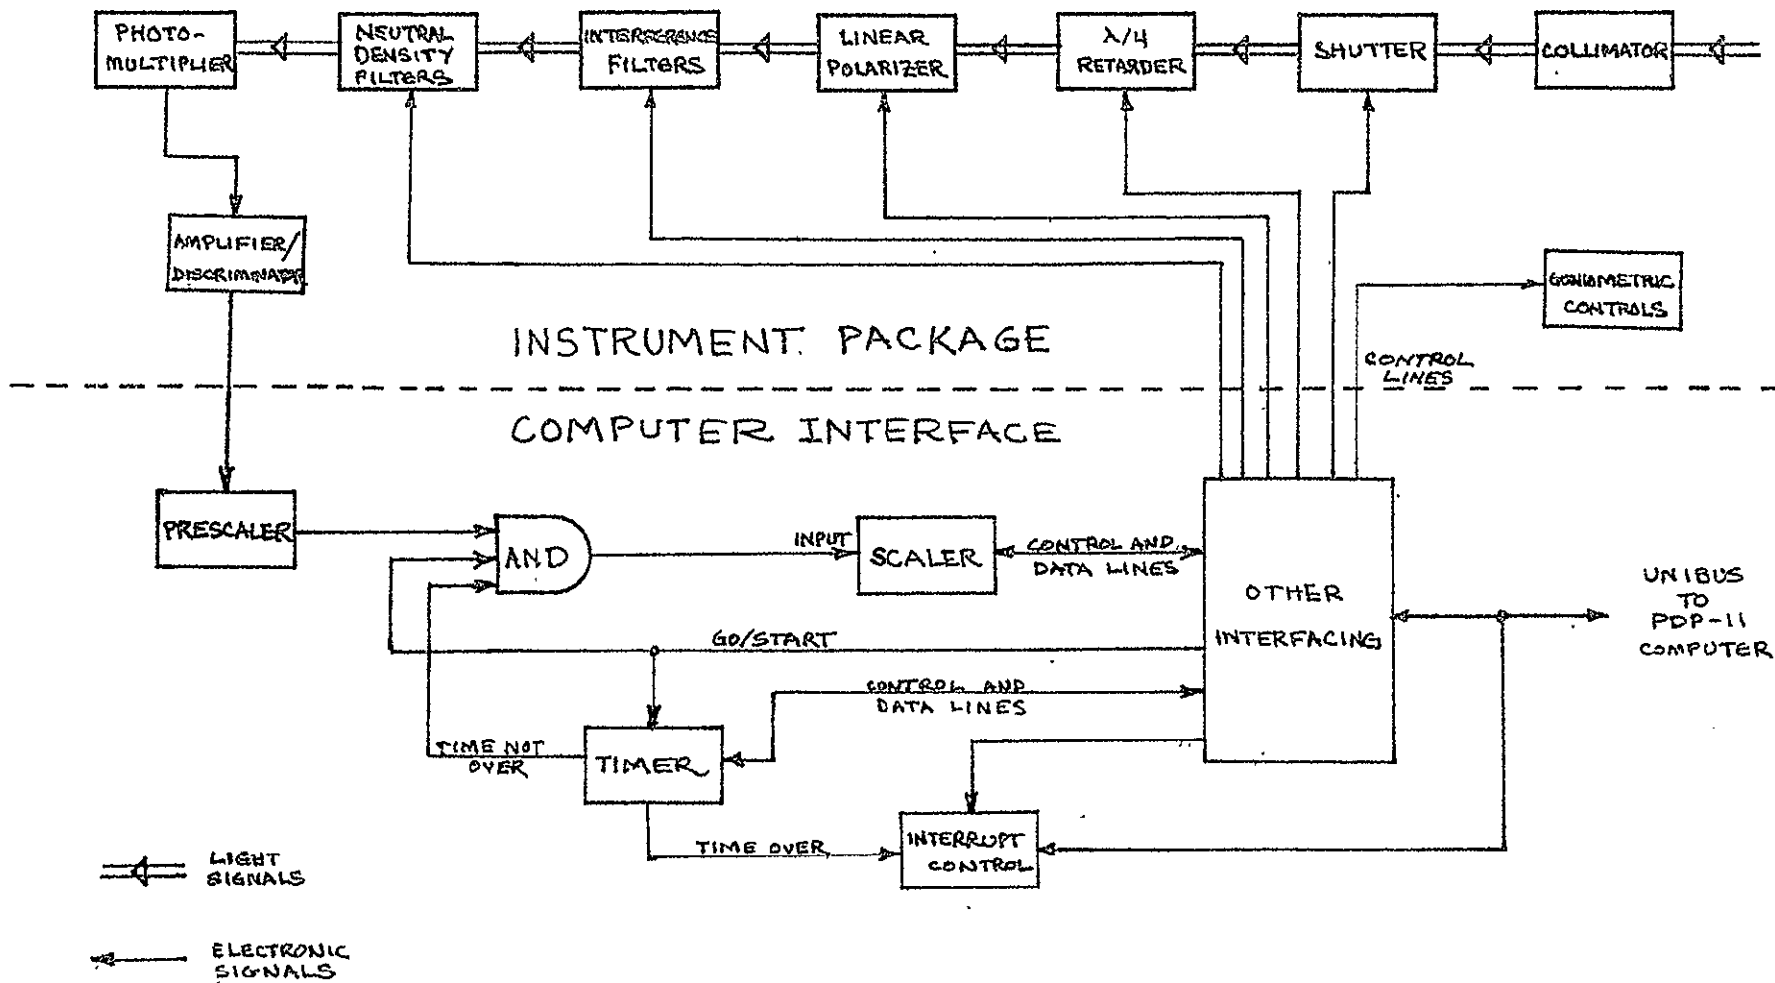 PHOTO-
MULTIPLIER
NEUTRAL
DENSITY
FILTERS
INTERFERENCE
FILTERS
LINEAR
POLARIZER
λ/4
RETARDER
SHUTTER
COLLIMATOR
AMPLIFIER/
DISCRIMINATOR
GONIOMETRIC
CONTROLS
INSTRUMENT PACKAGE
CONTROL
LINES
COMPUTER INTERFACE
PRESCALER
AND
INPUT
SCALER
CONTROL AND
DATA LINES
OTHER
INTERFACING
UNIBUS
TO
PDP-11
COMPUTER
GO/START
CONTROL AND
DATA LINES
TIME NOT
OVER
TIMER
TIME OVER
INTERRUPT
CONTROL
LIGHT
SIGNALS
ELECTRONIC
SIGNALS